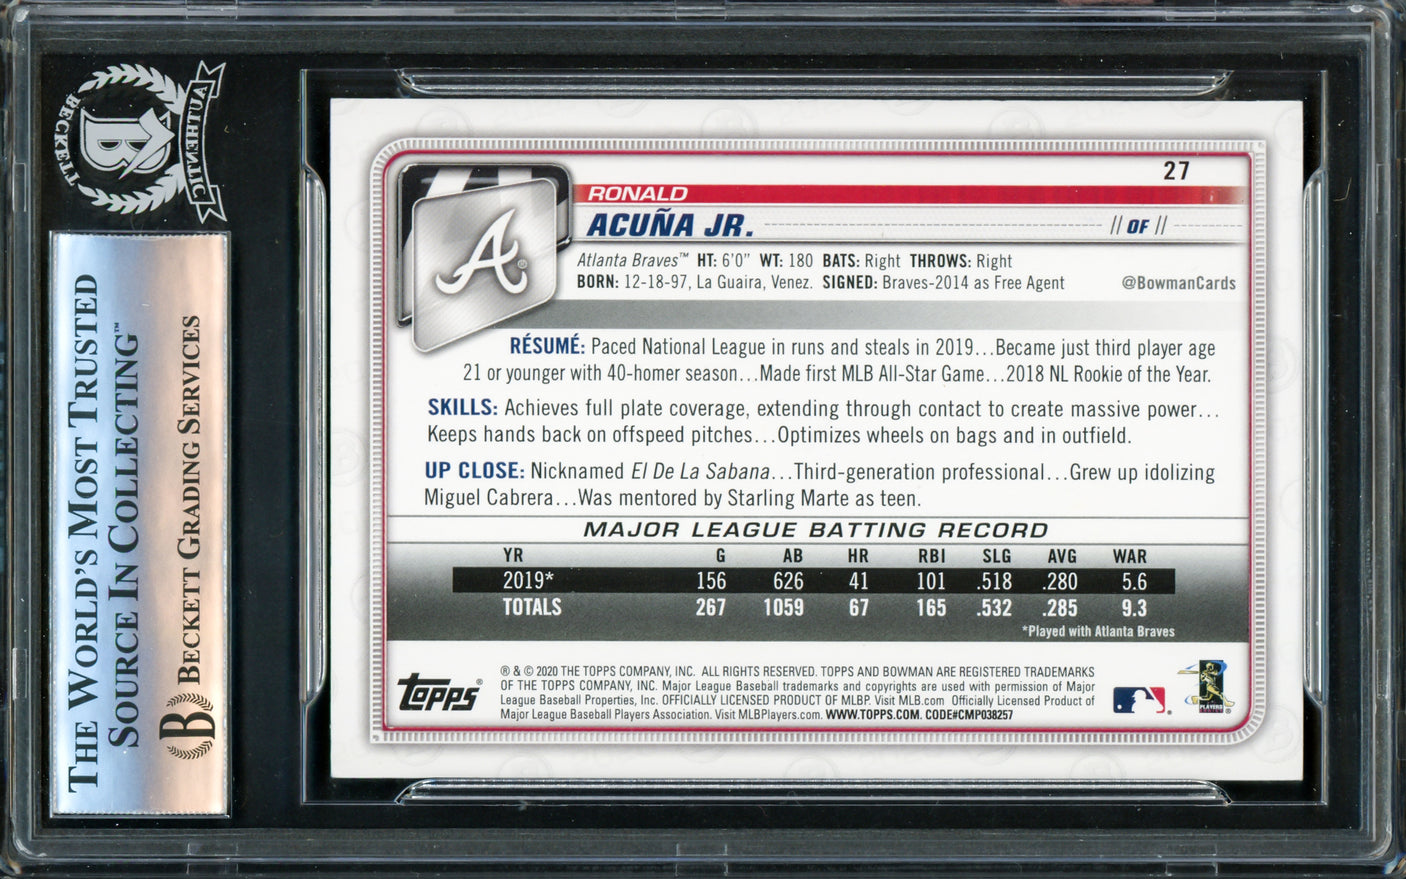 BECKETT
AUTHENTIC
B
THE WORLD'S MOST TRUSTED
SOURCE IN COLLECTING™
B BECKETT GRADING SERVICES
27
RONALD
ACUÑA JR.
// OF //
A®
Atlanta Braves™ HT: 6'0" WT: 180 BATS: Right THROWS: Right
BORN: 12-18-97, La Guaira, Venez. SIGNED: Braves-2014 as Free Agent
@BowmanCards
RÉSUMÉ: Paced National League in runs and steals in 2019...Became just third player age
21 or younger with 40-homer season...Made first MLB All-Star Game...2018 NL Rookie of the Year.
SKILLS: Achieves full plate coverage, extending through contact to create massive power...
Keeps hands back on offspeed pitches...Optimizes wheels on bags and in outfield.
UP CLOSE: Nicknamed El De La Sabana...Third-generation professional...Grew up idolizing
Miguel Cabrera...Was mentored by Starling Marte as teen.
MAJOR LEAGUE BATTING RECORD
YR G AB HR RBI SLG AVG WAR
2019* 156 626 41 101 .518 .280 5.6
TOTALS 267 1059 67 165 .532 .285 9.3
*Played with Atlanta Braves
Topps®
® & © 2020 THE TOPPS COMPANY, INC. ALL RIGHTS RESERVED. TOPPS AND BOWMAN ARE REGISTERED TRADEMARKS
OF THE TOPPS COMPANY, INC. Major League Baseball trademarks and copyrights are used with permission of Major
League Baseball Properties, Inc. OFFICIALLY LICENSED PRODUCT OF MLBP. Visit MLB.com Officially Licensed Product of
Major League Baseball Players Association. Visit MLBPlayers.com. WWW.TOPPS.COM. CODE#CMP038257
PLAYERS